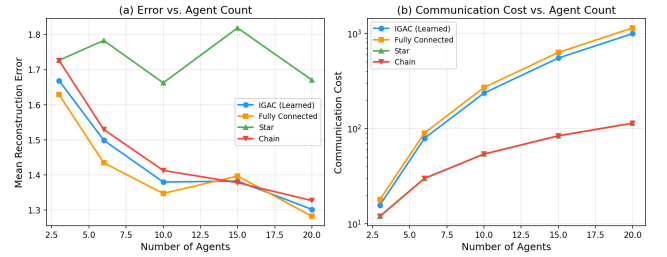 (a) Error vs. Agent Count
Mean Reconstruction Error
1.8
1.7
1.6
1.5
1.4
1.3
IGAC (Learned)
Fully Connected
Star
Chain
2.5 5.0 7.5 10.0 12.5 15.0 17.5 20.0
Number of Agents
(b) Communication Cost vs. Agent Count
Communication Cost
10³
10²
10¹
IGAC (Learned)
Fully Connected
Star
Chain
2.5 5.0 7.5 10.0 12.5 15.0 17.5 20.0
Number of Agents